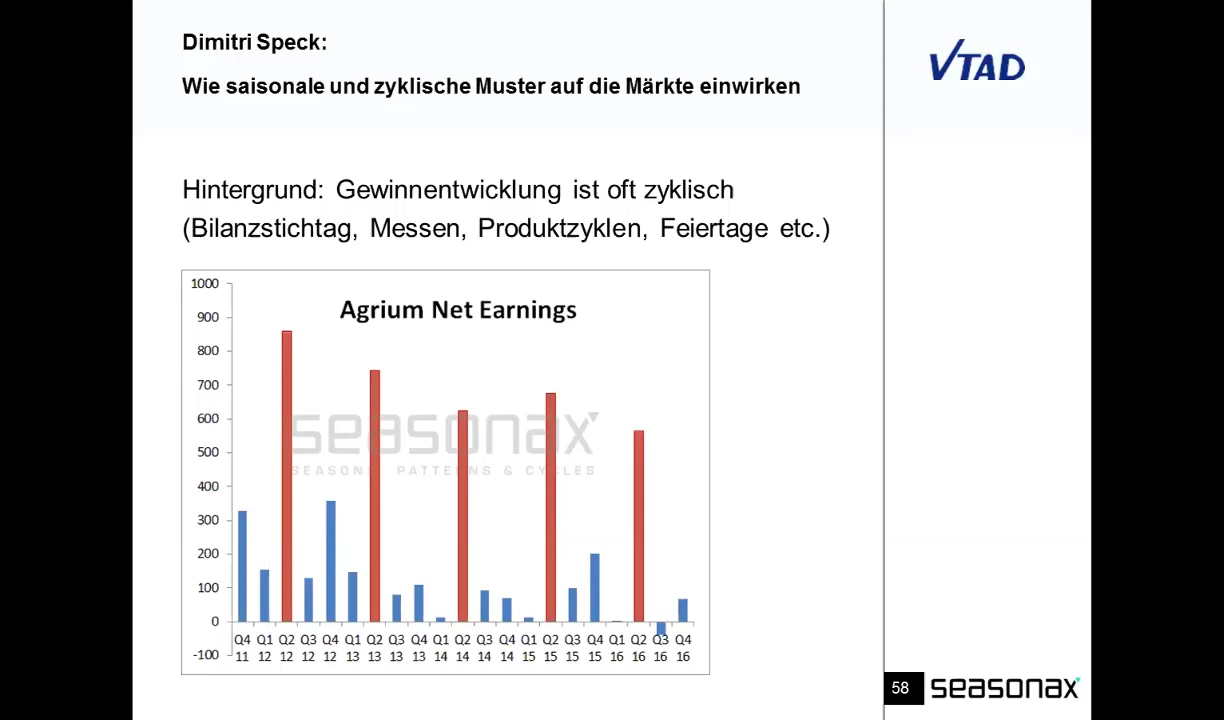 Dimitri Speck:
Wie saisonale und zyklische Muster auf die Märkte einwirken
VTAD
Hintergrund: Gewinnentwicklung ist oft zyklisch
(Bilanzstichtag, Messen, Produktzyklen, Feiertage etc.)
Agrium Net Earnings
1000
900
800
700
600
500
400
300
200
100
0
-100
seasonax
SEASONAL PATTERNS & CYCLES
Q4 Q1 Q2 Q3 Q4 Q1 Q2 Q3 Q4 Q1 Q2 Q3 Q4 Q1 Q2 Q3 Q4 Q1 Q2 Q3 Q4
11 12 12 12 12 13 13 13 13 14 14 14 14 15 15 15 15 16 16 16 16
58
seasonax